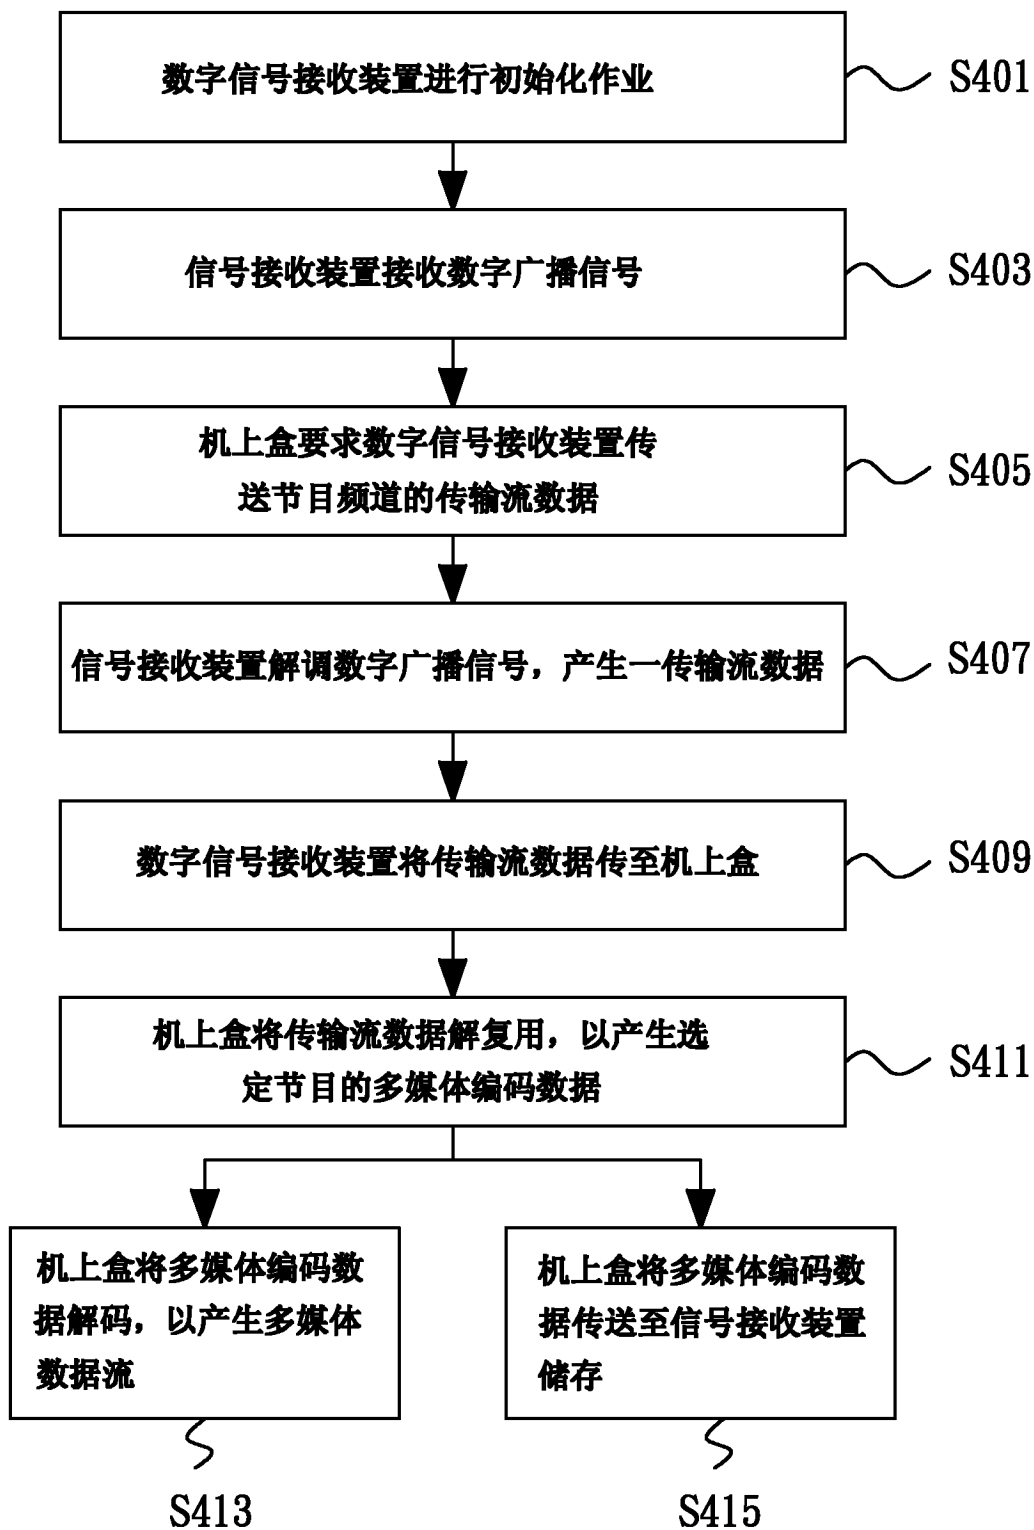 数字信号接收装置进行初始化作业
S401
信号接收装置接收数字广播信号
S403
机上盒要求数字信号接收装置传
送节目频道的传输流数据
S405
信号接收装置解调数字广播信号，产生一传输流数据
S407
数字信号接收装置将传输流数据传至机上盒
S409
机上盒将传输流数据解复用，以产生选
定节目的多媒体编码数据
S411
机上盒将多媒体编码数
据解码，以产生多媒体
数据流
S413
机上盒将多媒体编码数
据传送至信号接收装置
储存
S415